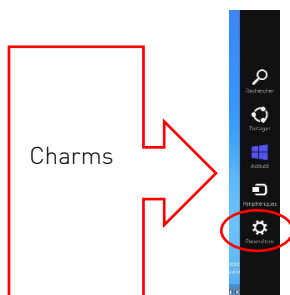 Charms
Rechercher
Partager
Accueil
Périphériques
Paramètres